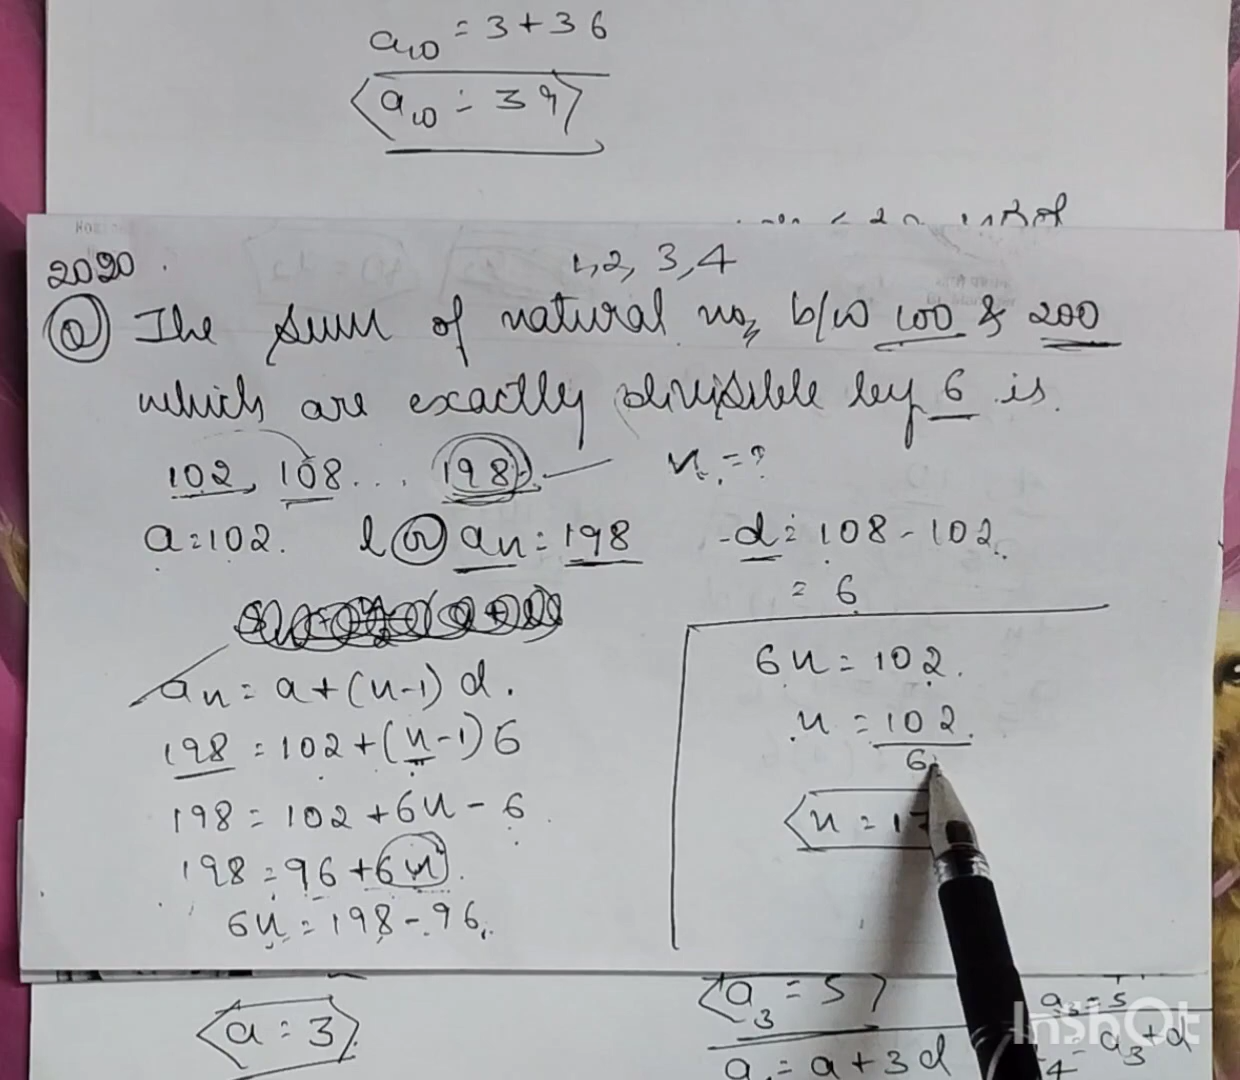 a10 = 3 + 36
a10 = 39
2020.
1, 2, 3, 4
Q The sum of natural no, b/w 100 & 200
which are exactly divisible by 6 is.
102, 108 ... 198. n = ?
a = 102. l or an = 198 d = 108 - 102.
= 6
an = a + (n-1) d.
198 = 102 + (n-1) 6
198 = 102 + 6n - 6
198 = 96 + 6n.
6n = 198 - 96.
6n = 102.
n = 102
6
n = 17
a = 3
a3 = 5
a3 = 5
= a + 3d
= a3 + d
InShOt